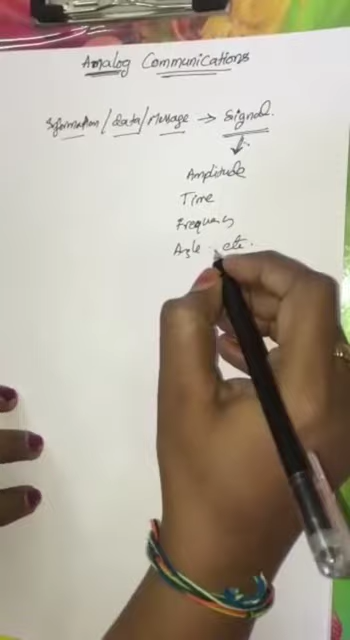 Analog Communications
Information / data / Message → Signal.
Amplitude
Time
Frequency
Angle . etc .